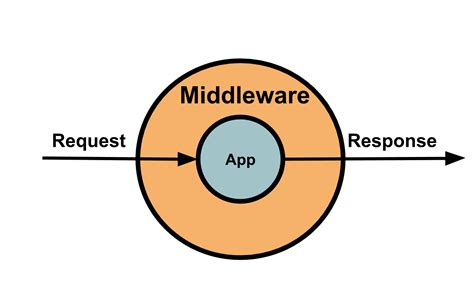 Middleware
Request
Response
App